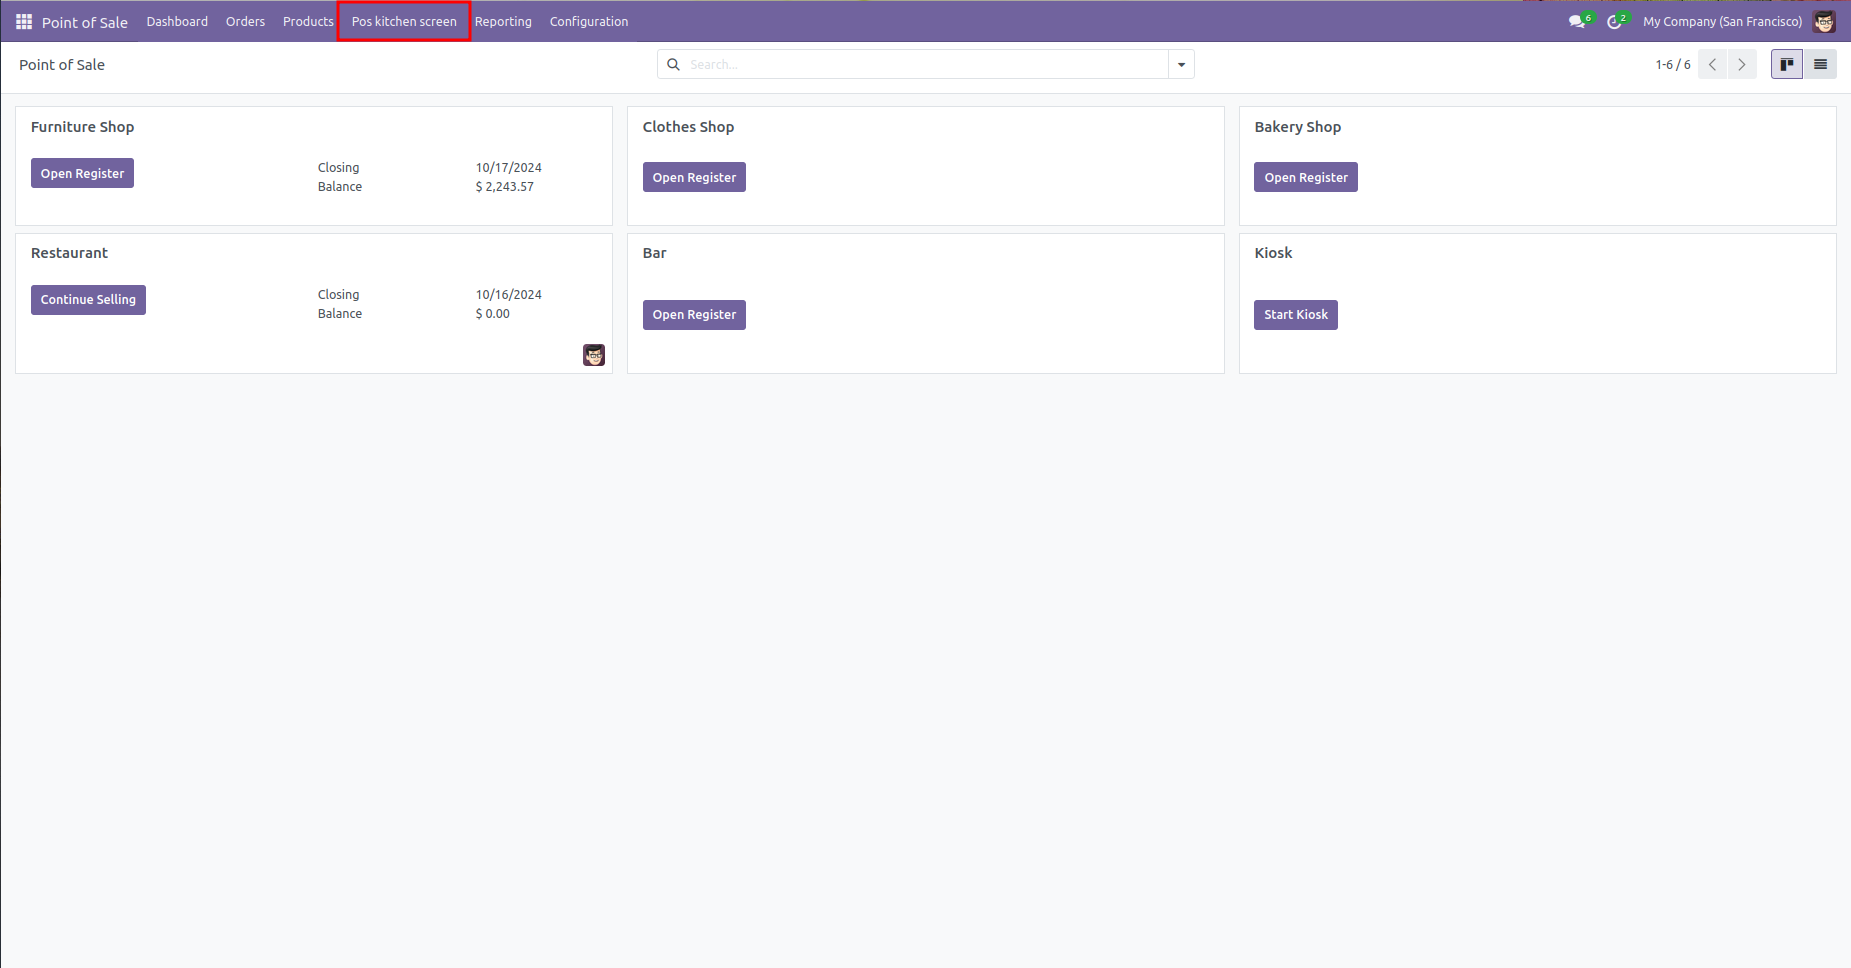 Point of Sale Dashboard Orders Products Pos kitchen screen Reporting Configuration 6 2 My Company (San Francisco)
Point of Sale Search... 1-6 / 6
Furniture Shop
Open Register
Closing 10/17/2024
Balance $ 2,243.57
Clothes Shop
Open Register
Bakery Shop
Open Register
Restaurant
Continue Selling
Closing 10/16/2024
Balance $ 0.00
Bar
Open Register
Kiosk
Start Kiosk